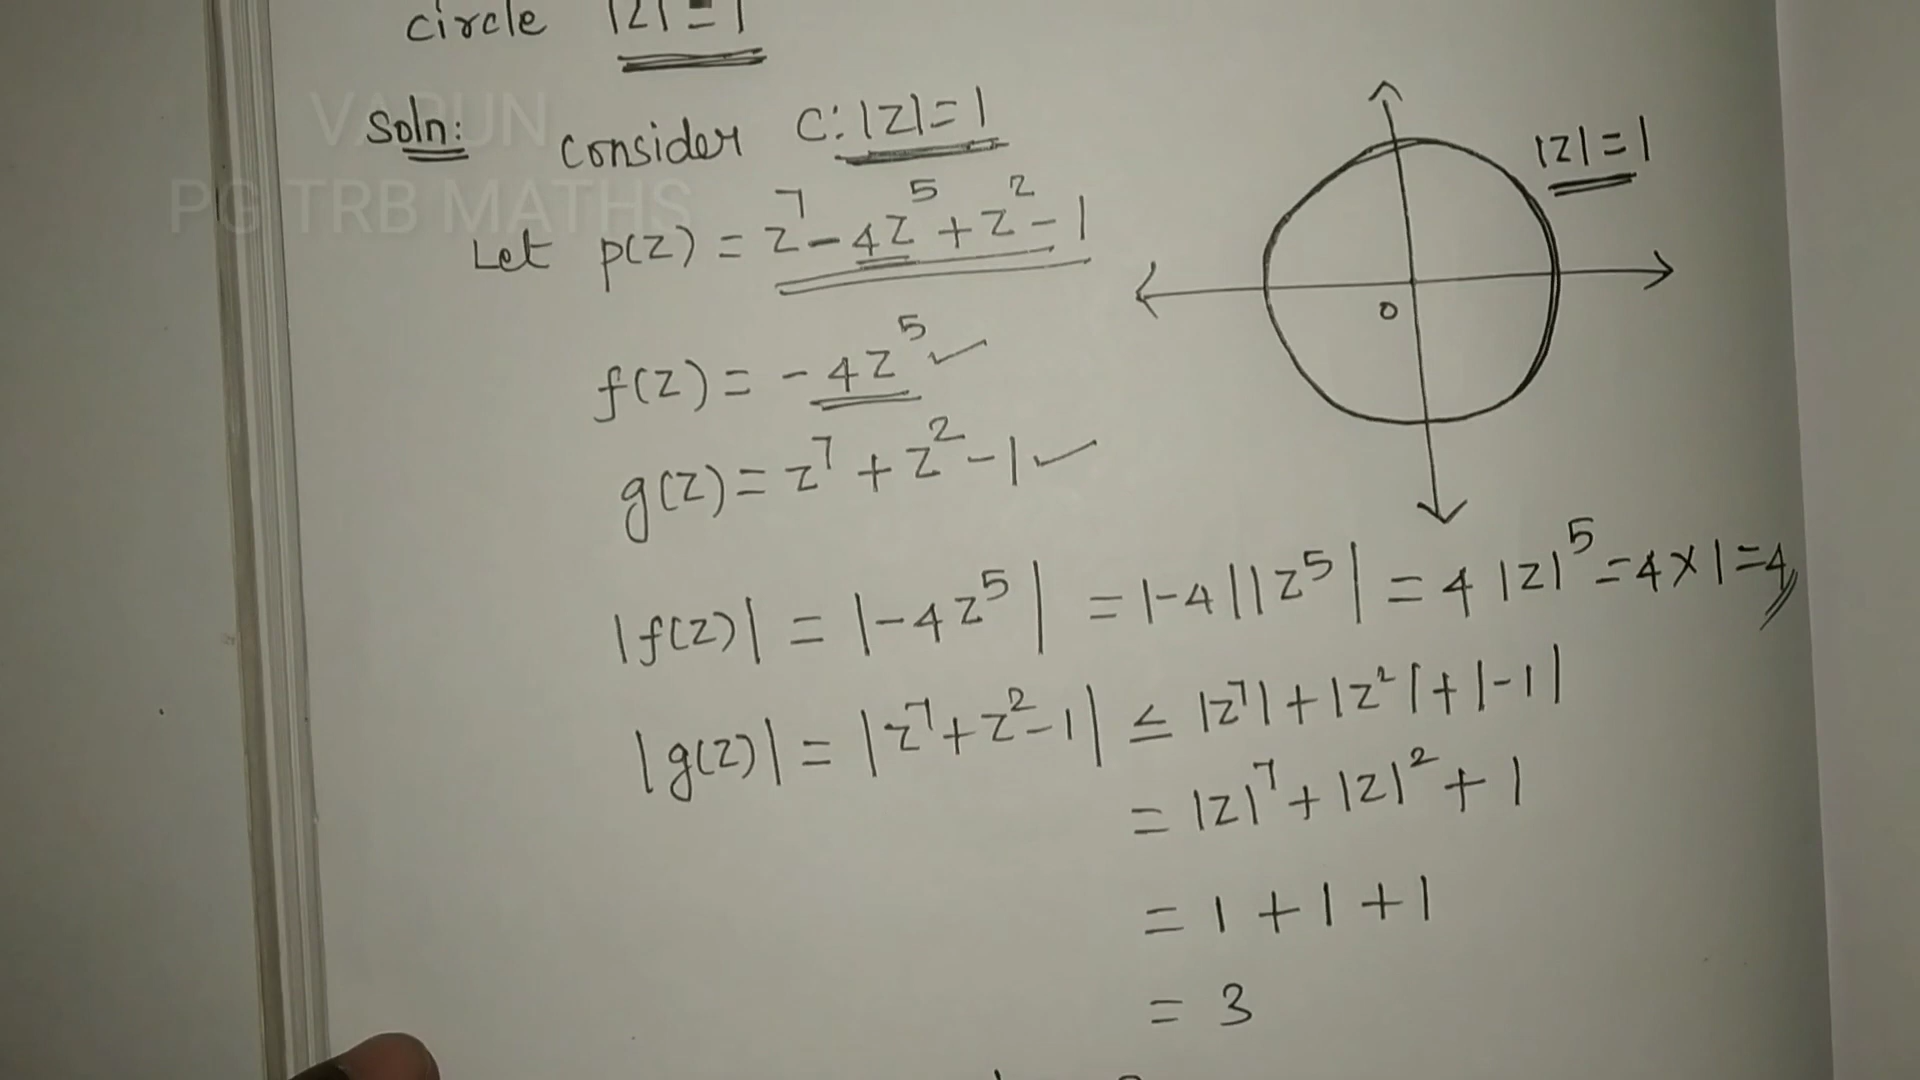 circle |z| = 1
VARUN
PG TRB MATHS
Soln: Consider C: |z| = 1
Let p(z) = z⁷ - 4z⁵ + z² - 1
|z| = 1
0
f(z) = - 4z⁵ ✓
g(z) = z⁷ + z² - 1 ✓
|f(z)| = |-4z⁵| = |-4||z⁵| = 4|z|⁵ = 4 × 1 = 4
|g(z)| = |z⁷ + z² - 1| ≤ |z⁷| + |z²| + |-1|
= |z|⁷ + |z|² + 1
= 1 + 1 + 1
= 3